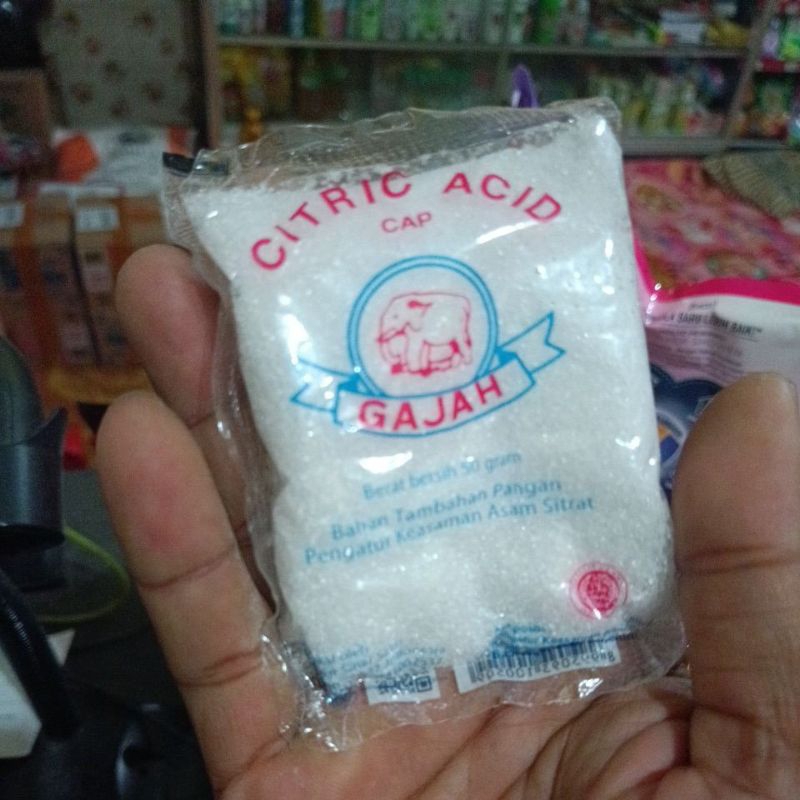 CITRIC ACID
CAP
GAJAH
Berat bersih 50 gram
Bahan Tambahan Pangan
Pengatur Keasaman Asam Sitrat